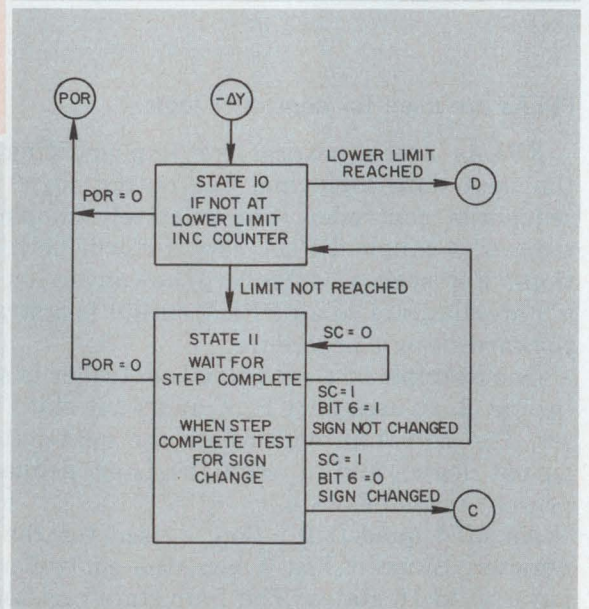 POR
-ΔY
STATE 10
IF NOT AT
LOWER LIMIT
INC COUNTER
LOWER LIMIT
REACHED
D
POR = 0
LIMIT NOT REACHED
STATE 11
WAIT FOR
STEP COMPLETE
WHEN STEP
COMPLETE TEST
FOR SIGN
CHANGE
POR = 0
SC = 0
SC = 1
BIT 6 = 1
SIGN NOT CHANGED
SC = 1
BIT 6 = 0
SIGN CHANGED
C